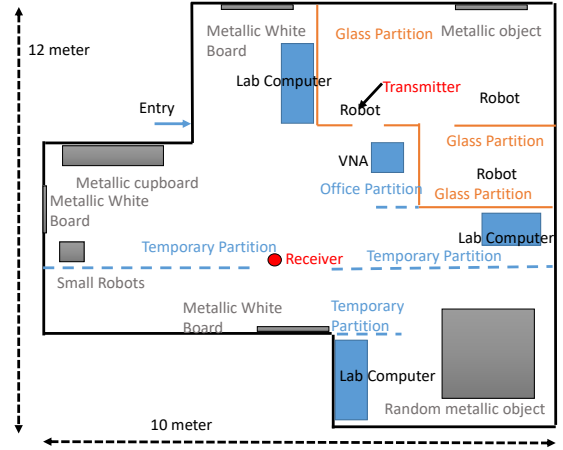 Metallic White
Board
Glass Partition
Metallic object
12 meter
Lab Computer
Transmitter
Robot
Robot
Entry
Glass Partition
VNA
Robot
Metallic cupboard
Office Partition
Glass Partition
Metallic White
Board
Lab Computer
Temporary Partition
Receiver
Temporary Partition
Small Robots
Metallic White
Board
Temporary
Partition
Lab Computer
Random metallic object
10 meter